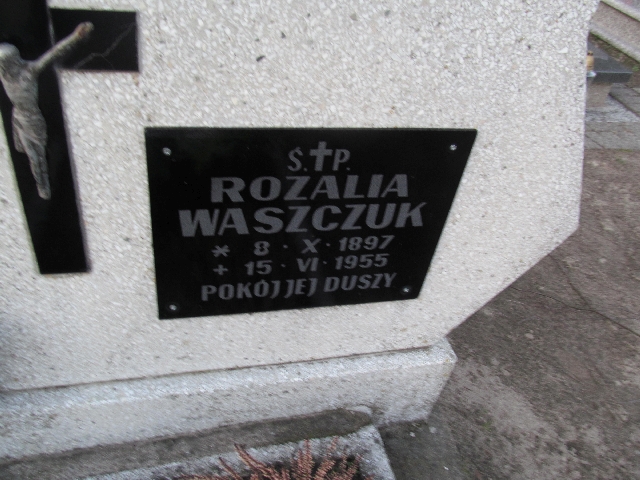 Ś.✝P.
ROZALIA
WASZCZUK
* 8 · X · 1897
+ 15 · VI · 1955
POKÓJ JEJ DUSZY